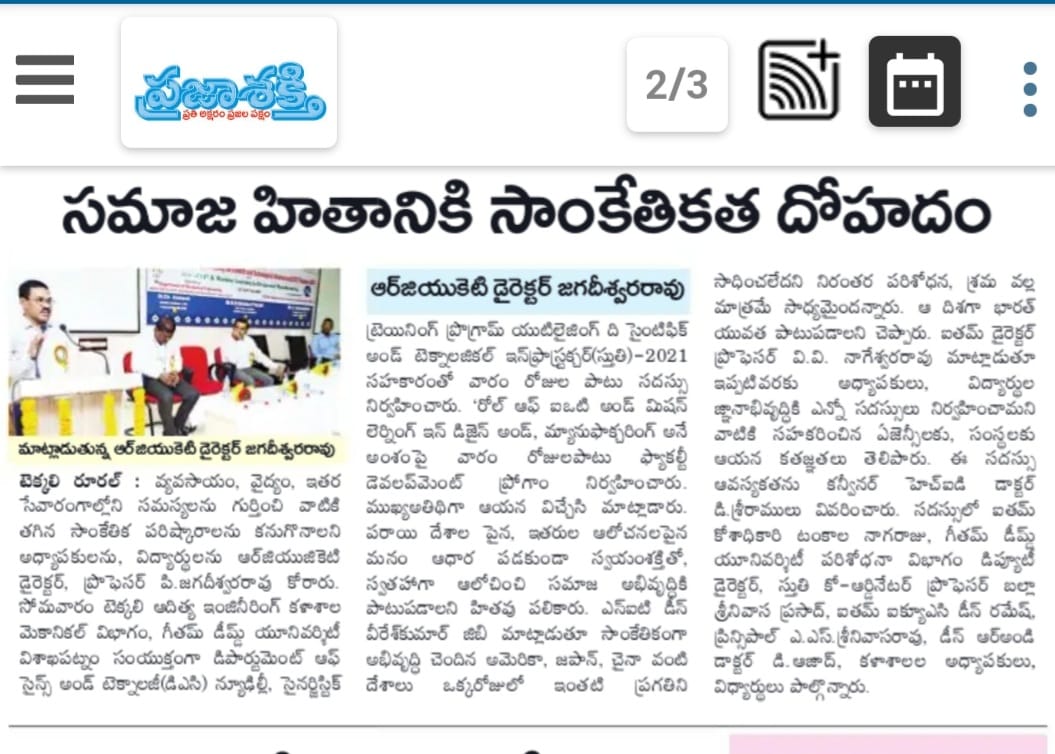 ప్రజాశక్తి
ప్రతి అక్షరం ప్రజల పక్షం
2/3
సమాజ హితానికి సాంకేతికత దోహదం
మాట్లాడుతున్న ఆర్‌జియుకెటి డైరెక్టర్ జగదీశ్వరరావు
టెక్కలి రూరల్ : వ్యవసాయం, వైద్యం, ఇతర
సేవారంగాల్లోని సమస్యలను గుర్తించి వాటికి
తగిన సాంకేతిక పరిష్కారాలను కనుగొనాలని
అధ్యాపకులను, విద్యార్థులను ఆర్‌జియుజికెటి
డైరెక్టర్, ప్రొఫెసర్ పి.జగదీశ్వరరావు కోరారు.
సోమవారం టెక్కలి ఆదిత్య ఇంజినీరింగ్ కళాశాల
మెకానికల్ విభాగం, గీతమ్ డీమ్డ్ యూనివర్శిటీ
విశాఖపట్నం సంయుక్తంగా డిపార్టుమెంట్ ఆఫ్
సైన్స్ అండ్ టెక్నాలజీ(డిఎసి) న్యూఢిల్లీ, సైనర్జిస్టిక్
ఆర్‌జియుకెటి డైరెక్టర్ జగదీశ్వరరావు
ట్రెయినింగ్ ప్రొగ్రామ్ యుటిలైజింగ్ ది సైంటిఫిక్
అండ్ టెక్నాలజికల్ ఇన్‌ఫ్రాస్ట్రక్చర్(స్తుతి)-2021
సహకారంతో వారం రోజుల పాటు సదస్సు
నిర్వహించారు. 'రోల్ ఆఫ్ ఐఒటి అండ్ మిషన్
లెర్నింగ్ ఇన్ డిజైన్ అండ్, మ్యానుఫాక్చరింగ్ అనే
అంశంపై వారం రోజులపాటు ఫ్యాకల్టీ
డెవలప్‌మెంట్ ప్రోగాం నిర్వహించారు.
ముఖ్యఅతిథిగా ఆయన విచ్చేసి మాట్లాడారు.
పరాయి దేశాల పైన, ఇతరుల ఆలోచనలపైన
మనం ఆధార పడకుండా స్వయంశక్తితో,
స్వతహాగా ఆలోచించి సమాజ అభివృద్ధికి
పాటుపడాలని హితవు పలికారు. ఎన్ఐటి డీన్
వీరేశ్‌కుమార్ జిబి మాట్లాడుతూ సాంకేతికంగా
అభివృద్ధి చెందిన అమెరికా, జపాన్, చైనా వంటి
దేశాలు ఒక్కరోజులో ఇంతటి ప్రగతిని
సాధించలేదని నిరంతర పరిశోధన, శ్రమ వల్ల
మాత్రమే సాధ్యమైందన్నారు. ఆ దిశగా భారత్
యువత పాటుపడాలని చెప్పారు. ఐతమ్ డైరెక్టర్
ప్రొఫెసర్ వి.వి. నాగేశ్వరరావు మాట్లాడుతూ
ఇప్పటివరకు అధ్యాపకులు, విద్యార్థుల
జ్ఞానాభివృద్ధికి ఎన్నో సదస్సులు నిర్వహించామని
వాటికి సహకరించిన ఏజెన్సీలకు, సంస్థలకు
ఆయన కతజ్ఞతలు తెలిపారు. ఈ సదస్సు
ఆవస్యకతను కన్వీనర్ హెచ్ఐడి డాక్టర్
డి.శ్రీరాములు వివరించారు. సదస్సులో ఐతమ్
కోశాధికారి టంకాల నాగరాజు, గీతమ్ డీమ్డ్
యూనివర్శిటీ పరిశోధనా విభాగం డిప్యూటీ
డైరెక్టర్, స్తుతి కో-ఆర్డినేటర్ ప్రొఫెసర్ బల్లా
శ్రీనివాస ప్రసాద్, ఐతమ్ ఐక్యూఎసి డీన్ రమేష్,
ప్రిన్సిపాల్ ఎ.ఎస్.శ్రీనివాసరావు, డీన్ ఆర్అండి
డాక్టర్ డి.ఆజాద్, కళాశాలల అధ్యాపకులు,
విద్యార్థులు పాల్గొన్నారు.